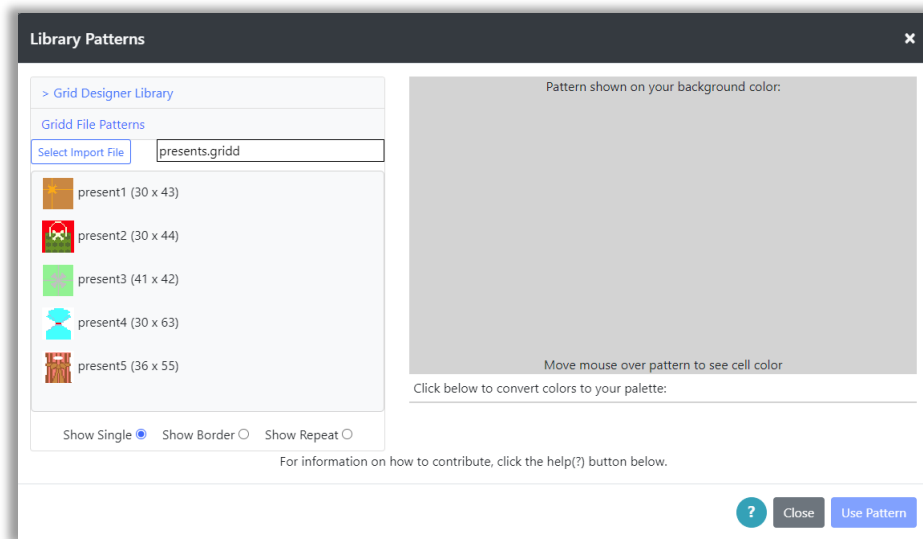 Library Patterns
×
> Grid Designer Library
Gridd File Patterns
Select Import File
presents.gridd
present1 (30 x 43)
present2 (30 x 44)
present3 (41 x 42)
present4 (30 x 63)
present5 (36 x 55)
Show Single Show Border Show Repeat
Pattern shown on your background color:
Move mouse over pattern to see cell color
Click below to convert colors to your palette:
For information on how to contribute, click the help(?) button below.
? Close Use Pattern